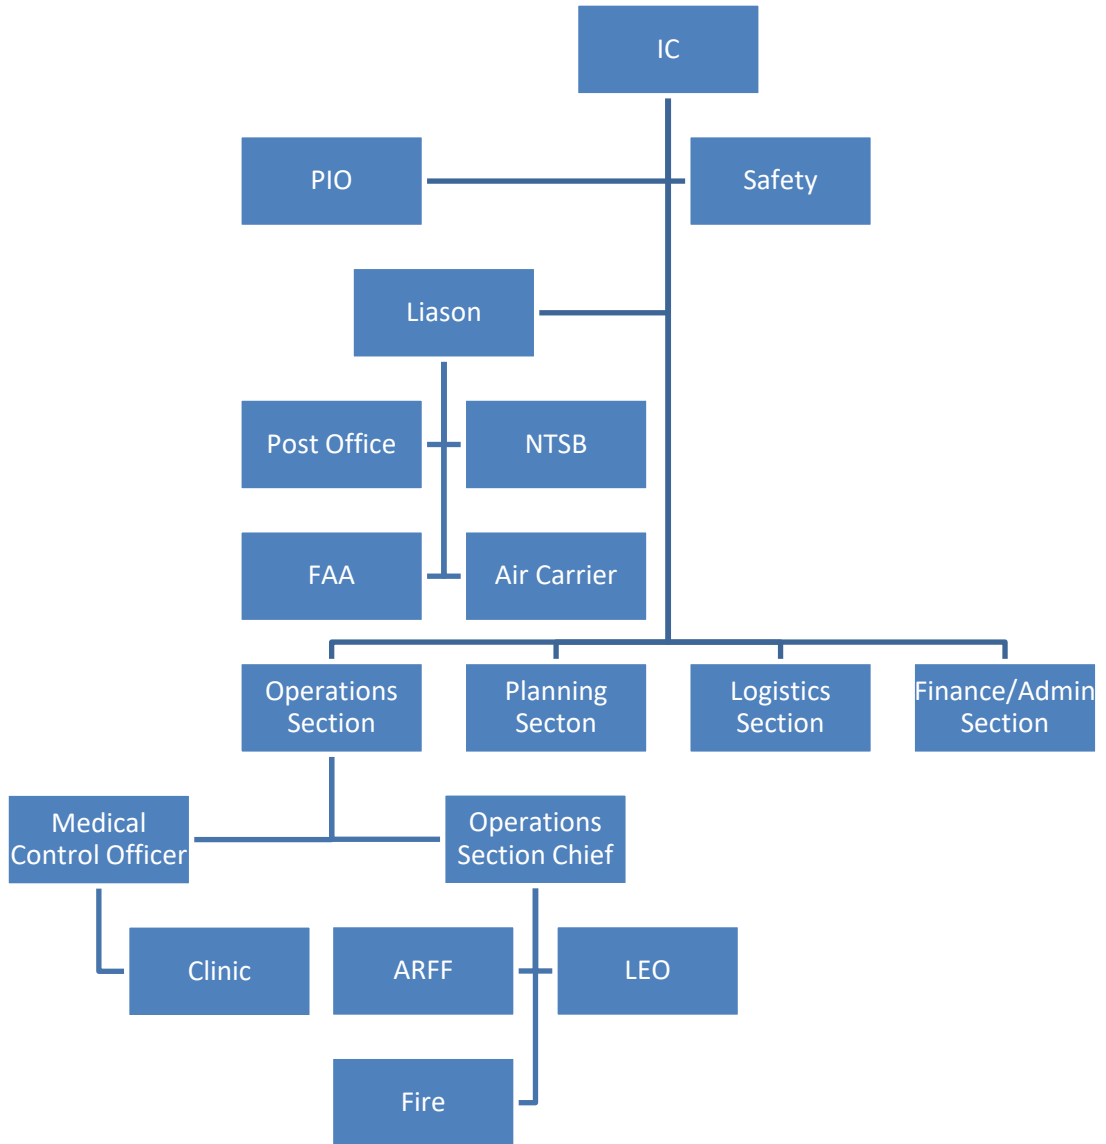 IC
PIO
Safety
Liason
Post Office
NTSB
FAA
Air Carrier
Operations
Section
Planning
Secton
Logistics
Section
Finance/Admin
Section
Medical
Control Officer
Operations
Section Chief
Clinic
ARFF
LEO
Fire